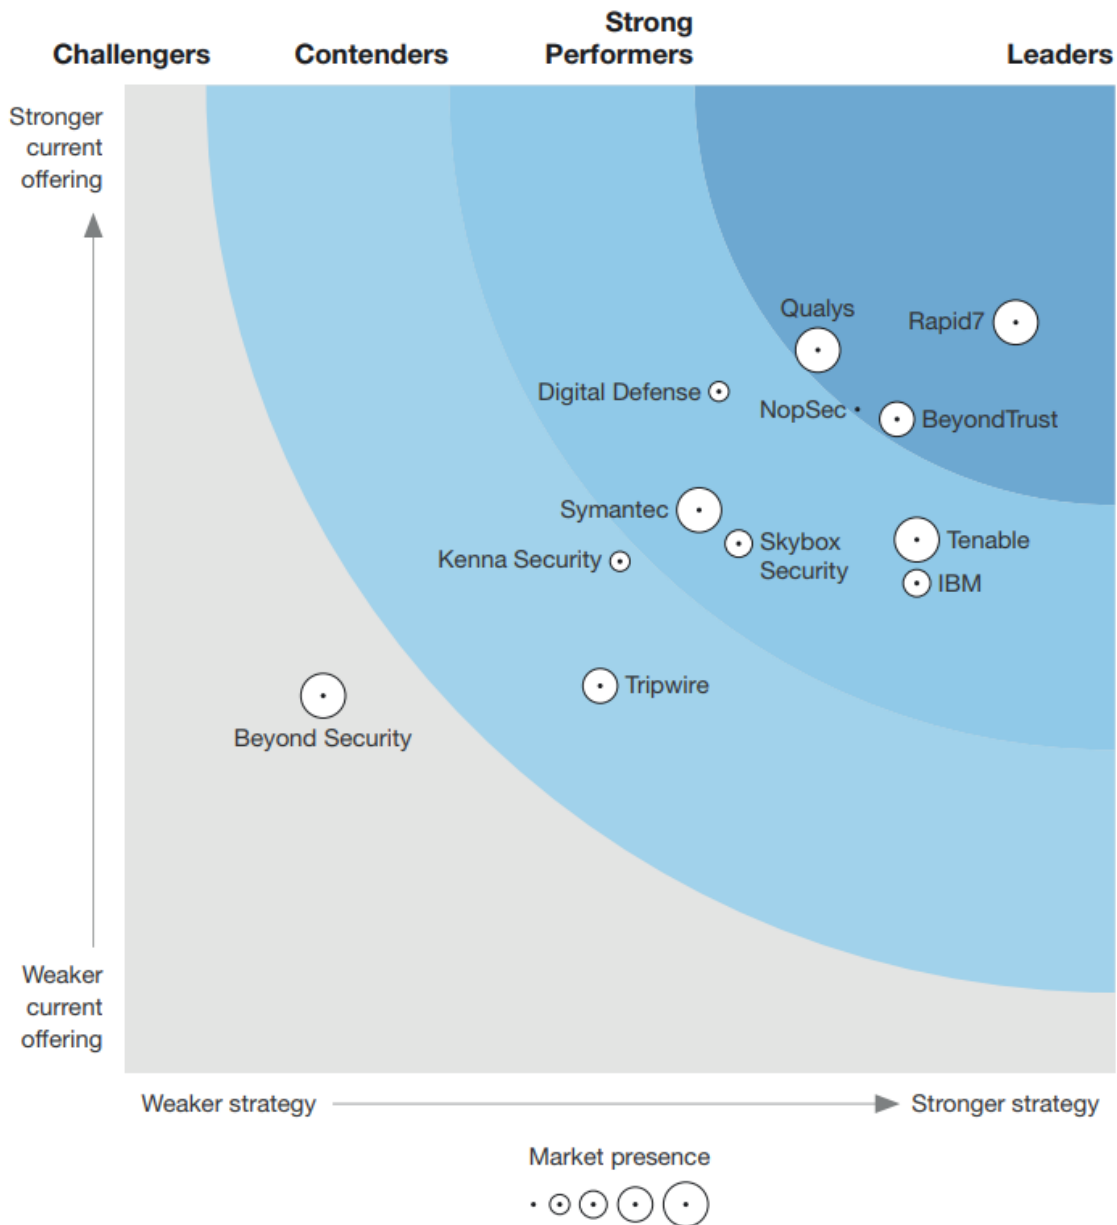 Challengers
Contenders
Strong
Performers
Leaders
Stronger
current
offering
Qualys
Rapid7
Digital Defense
NopSec
BeyondTrust
Symantec
Skybox
Security
Tenable
Kenna Security
IBM
Tripwire
Beyond Security
Weaker
current
offering
Weaker strategy
Stronger strategy
Market presence